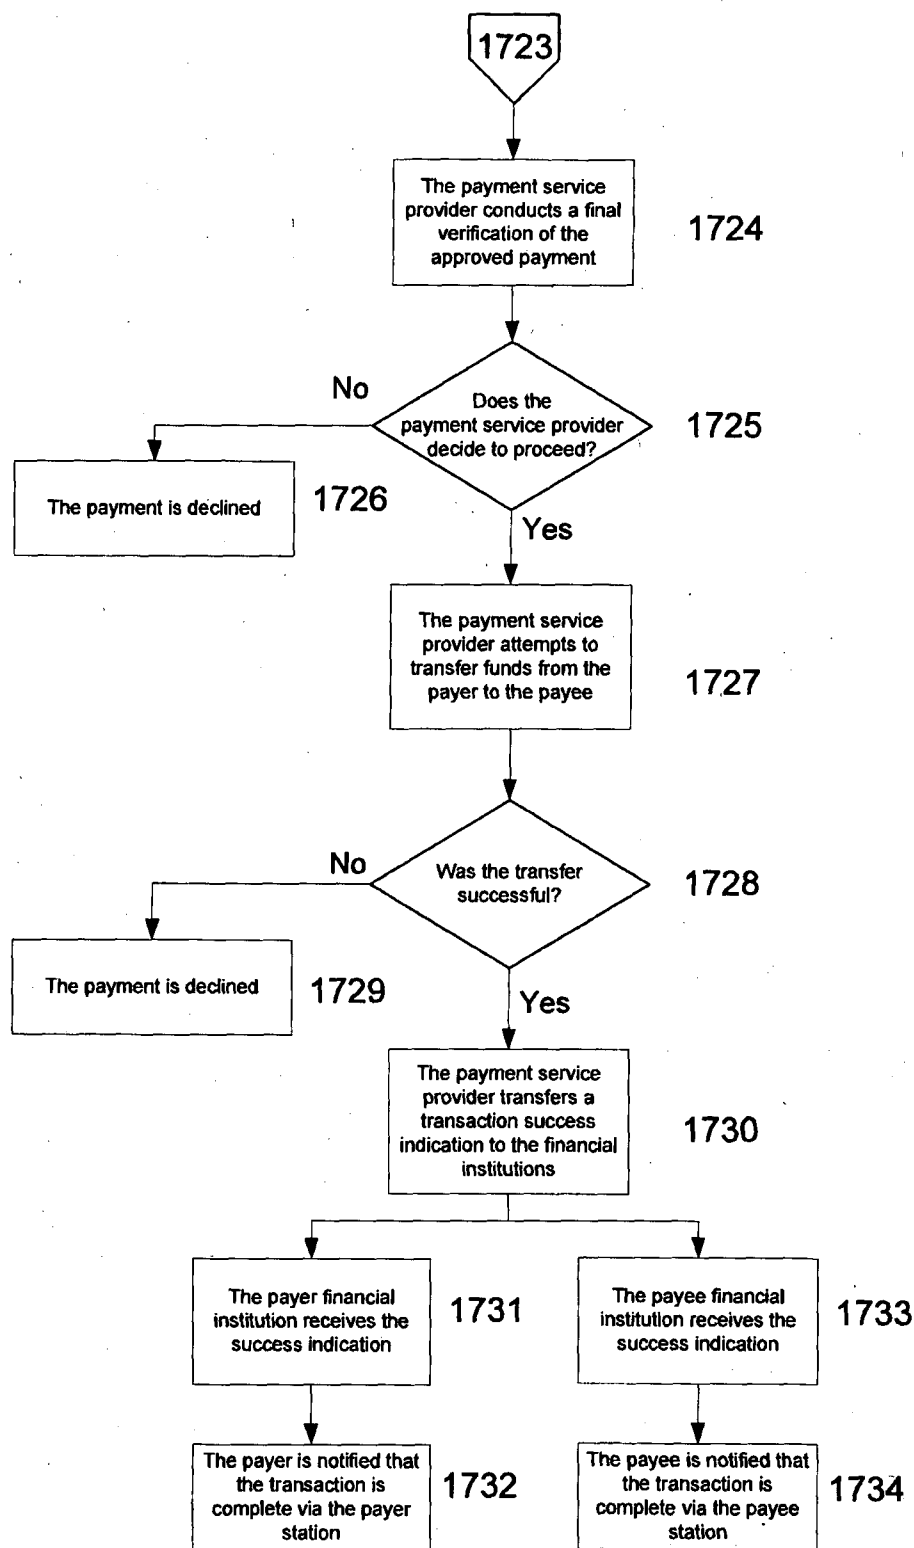 1723
The payment service
provider conducts a final
verification of the
approved payment
1724
No
Does the
payment service provider
decide to proceed?
1725
The payment is declined
1726
Yes
The payment service
provider attempts to
transfer funds from the
payer to the payee
1727
No
Was the transfer
successful?
1728
The payment is declined
1729
Yes
The payment service
provider transfers a
transaction success
indication to the financial
institutions
1730
The payer financial
institution receives the
success indication
1731
The payee financial
institution receives the
success indication
1733
The payer is notified that
the transaction is
complete via the payer
station
1732
The payee is notified that
the transaction is
complete via the payee
station
1734